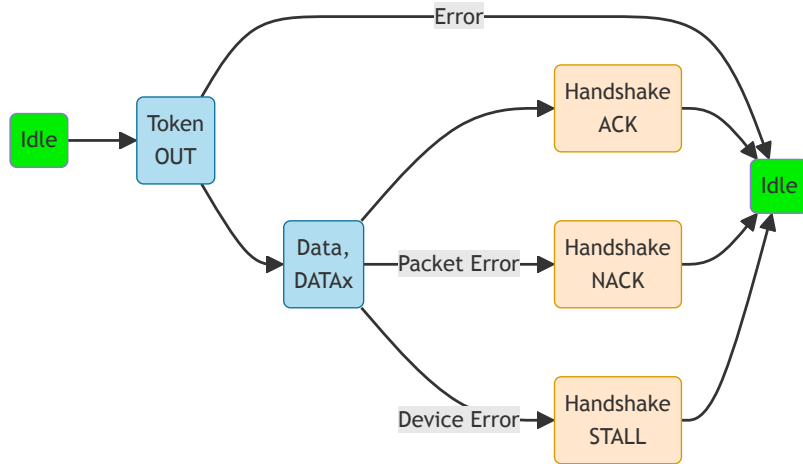 Error
Idle
Token
OUT
Data,
DATAx
Packet Error
Device Error
Handshake
ACK
Handshake
NACK
Handshake
STALL
Idle